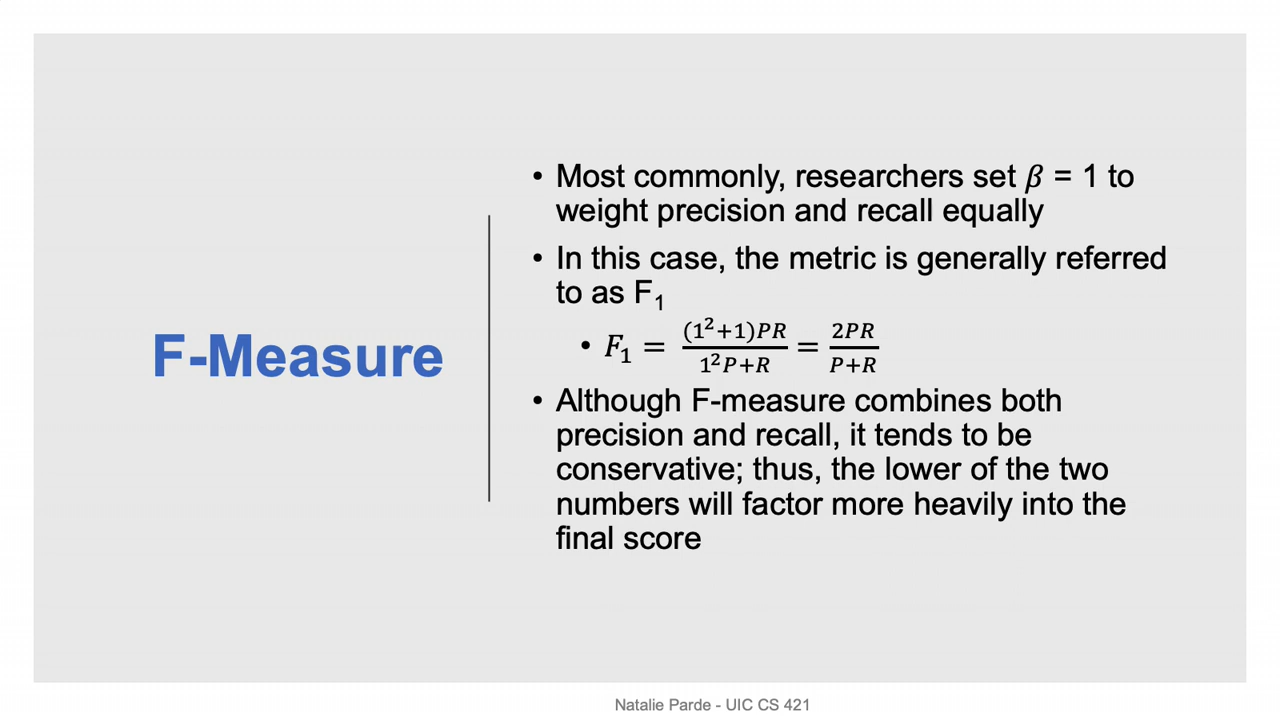 F-Measure
• Most commonly, researchers set 𝛽 = 1 to
weight precision and recall equally
• In this case, the metric is generally referred
to as F₁
• 𝐹₁ = (1²+1)𝑃𝑅 / 1²𝑃+𝑅 = 2𝑃𝑅 / 𝑃+𝑅
• Although F-measure combines both
precision and recall, it tends to be
conservative; thus, the lower of the two
numbers will factor more heavily into the
final score
Natalie Parde - UIC CS 421